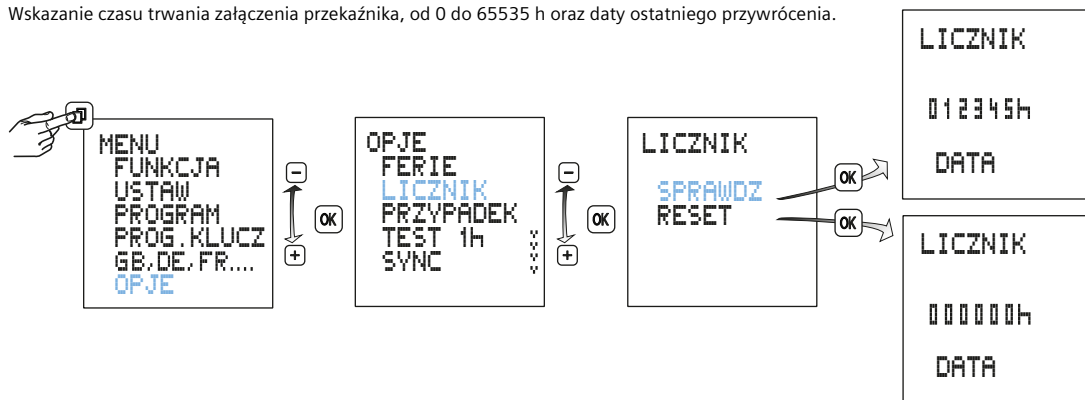 Wskazanie czasu trwania załączenia przekaźnika, od 0 do 65535 h oraz daty ostatniego przywrócenia.
MENU
FUNKCJA
USTAW
PROGRAM
PROG.KLUCZ
GB,DE,FR....
OPJE
-
OK
+
OPJE
FERIE
LICZNIK
PRZYPADEK
TEST 1h
SYNC
-
OK
+
LICZNIK
SPRAWDZ
RESET
OK
OK
LICZNIK
012345h
DATA
LICZNIK
000000h
DATA